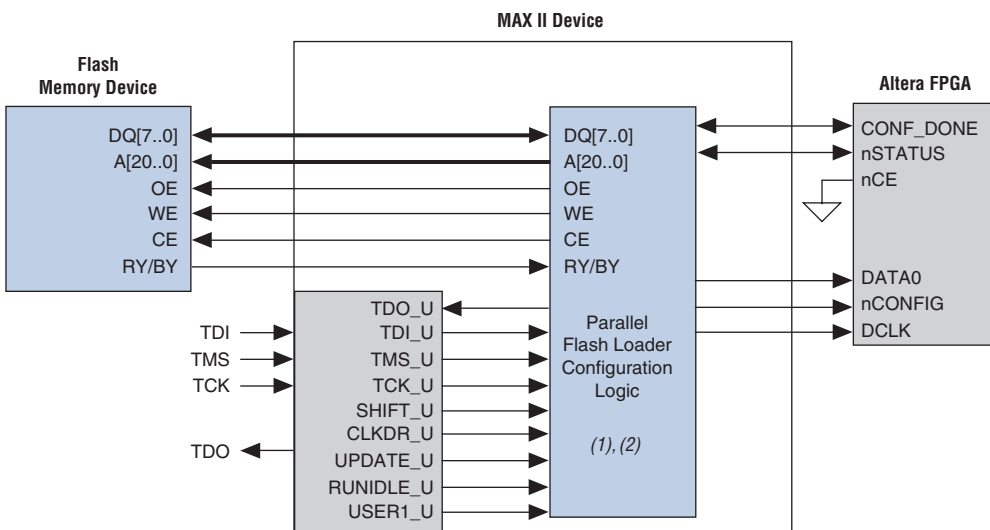 MAX II Device
Flash
Memory Device
Altera FPGA
DQ[7..0]
A[20..0]
OE
WE
CE
RY/BY
DQ[7..0]
A[20..0]
OE
WE
CE
RY/BY
Parallel
Flash Loader
Configuration
Logic
(1), (2)
CONF_DONE
nSTATUS
nCE
DATA0
nCONFIG
DCLK
TDI
TMS
TCK
TDO
TDO_U
TDI_U
TMS_U
TCK_U
SHIFT_U
CLKDR_U
UPDATE_U
RUNIDLE_U
USER1_U